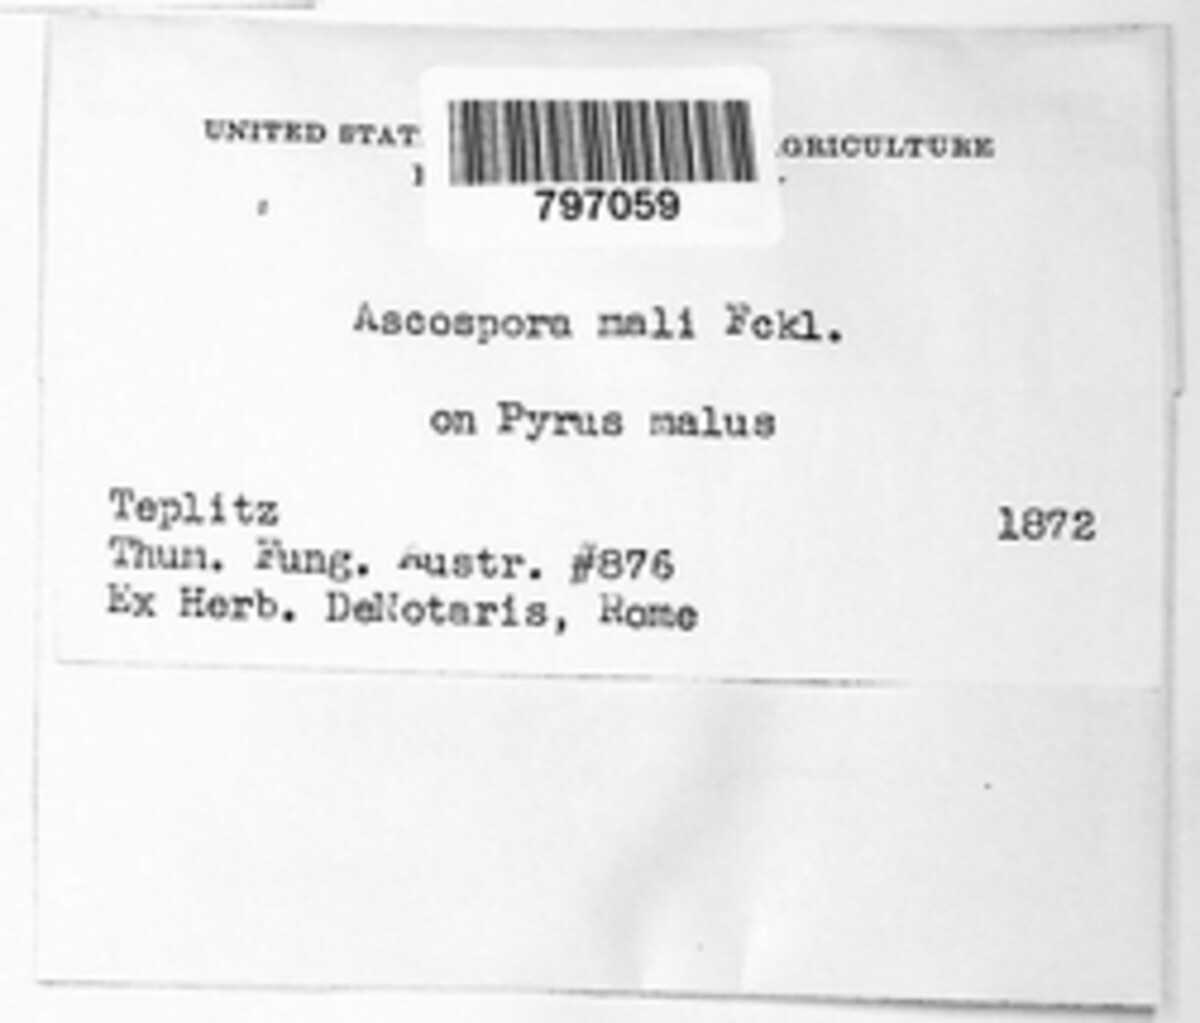 UNITED STAT GRICULTURE
797059
Ascospora mali Fckl.
on Pyrus malus
Teplitz 1872
Thum. Fung. Austr. #876
Ex Herb. DeNotaris, Rome